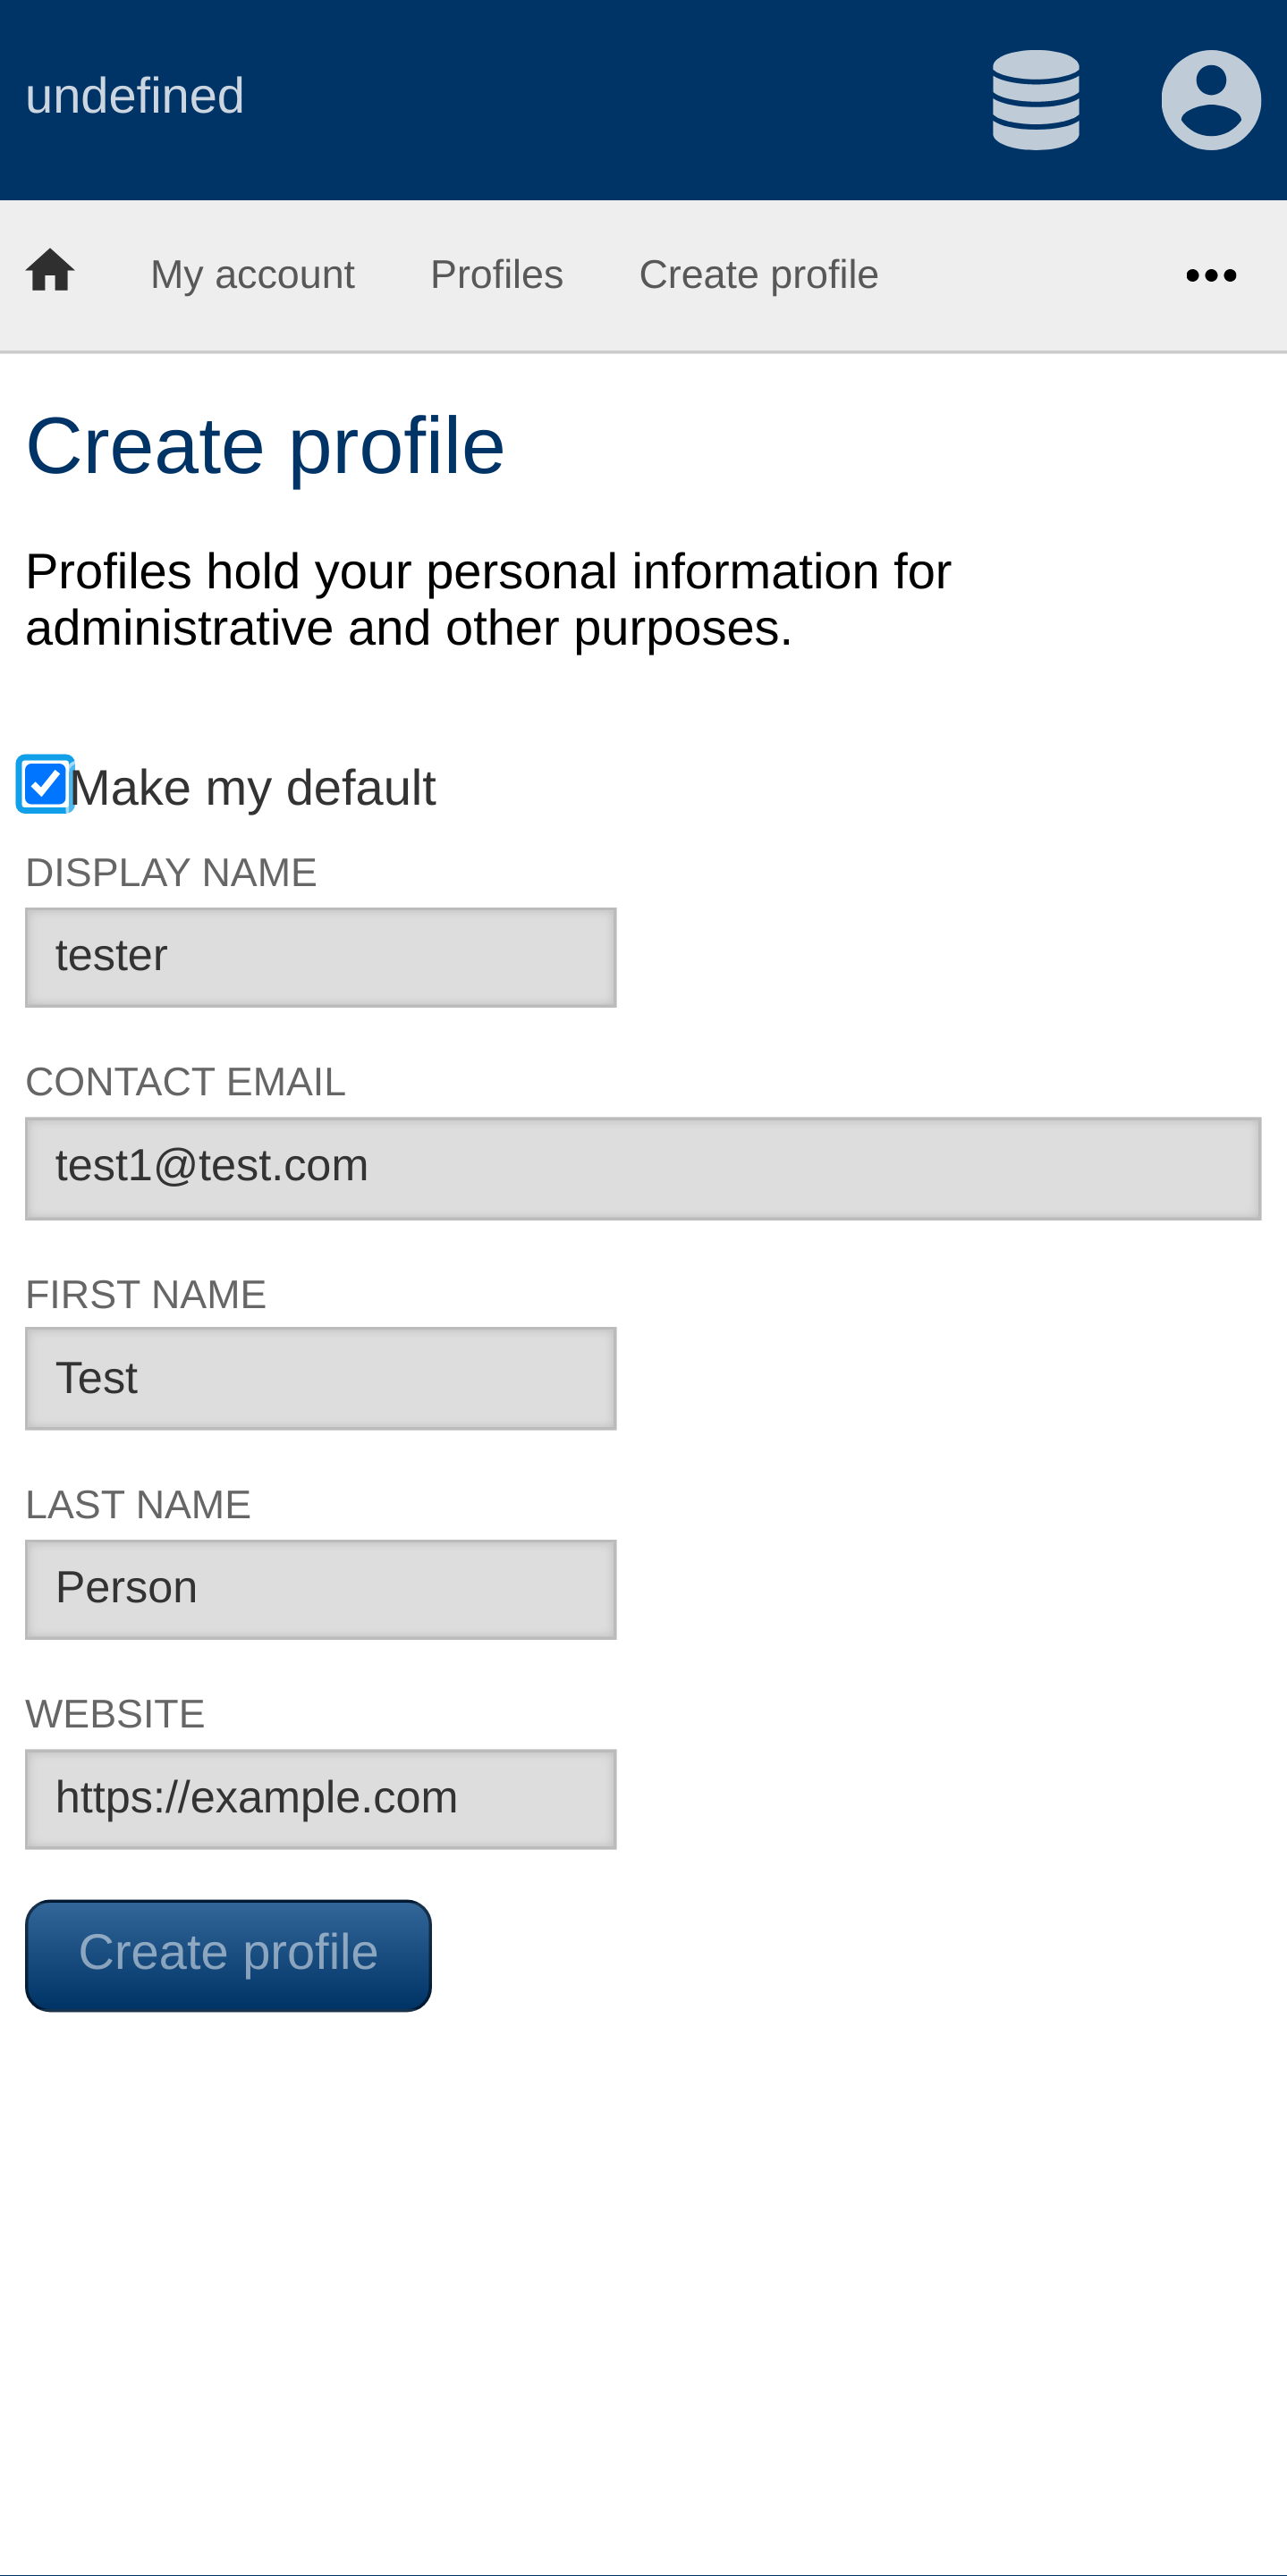 undefined
My account Profiles Create profile
Create profile
Profiles hold your personal information for
administrative and other purposes.
Make my default
DISPLAY NAME
tester
CONTACT EMAIL
test1@test.com
FIRST NAME
Test
LAST NAME
Person
WEBSITE
https://example.com
Create profile